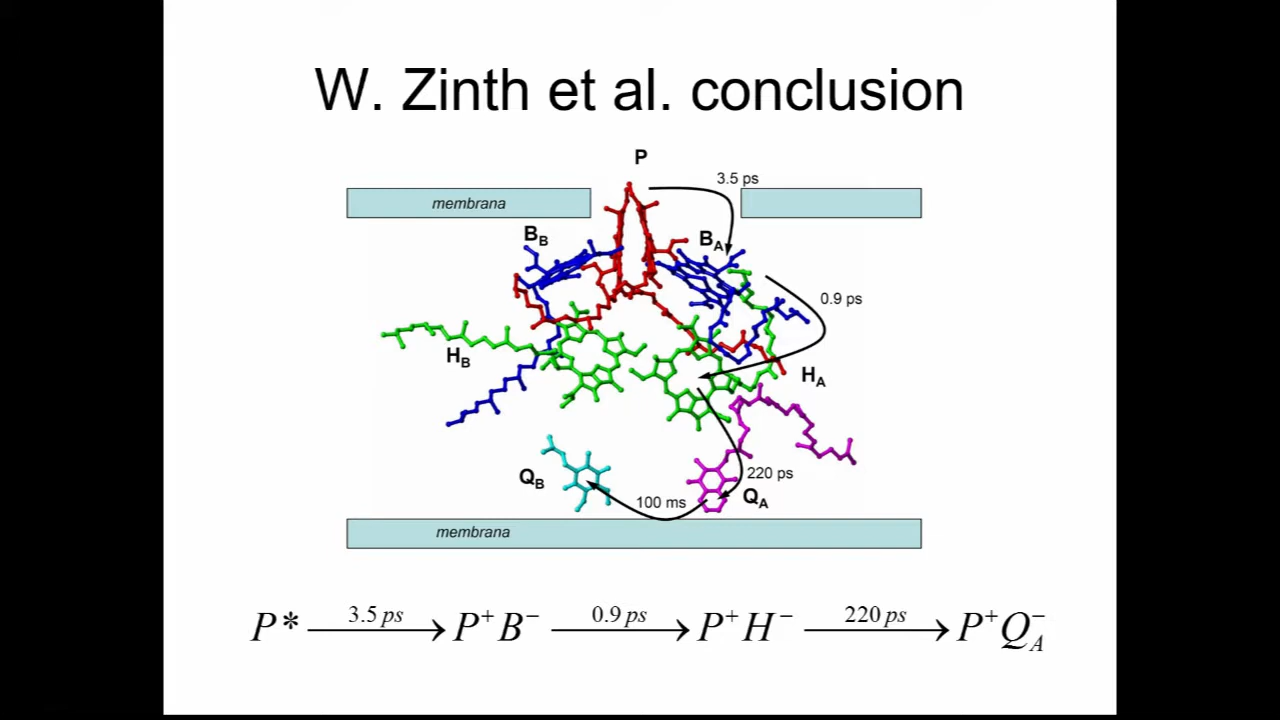 W. Zinth et al. conclusion
P
3.5 ps
membrana
B_B
B_A
0.9 ps
H_B
H_A
Q_B
220 ps
100 ms
Q_A
membrana
P* 3.5 ps → P⁺B⁻ 0.9 ps → P⁺H⁻ 220 ps → P⁺Q_A⁻